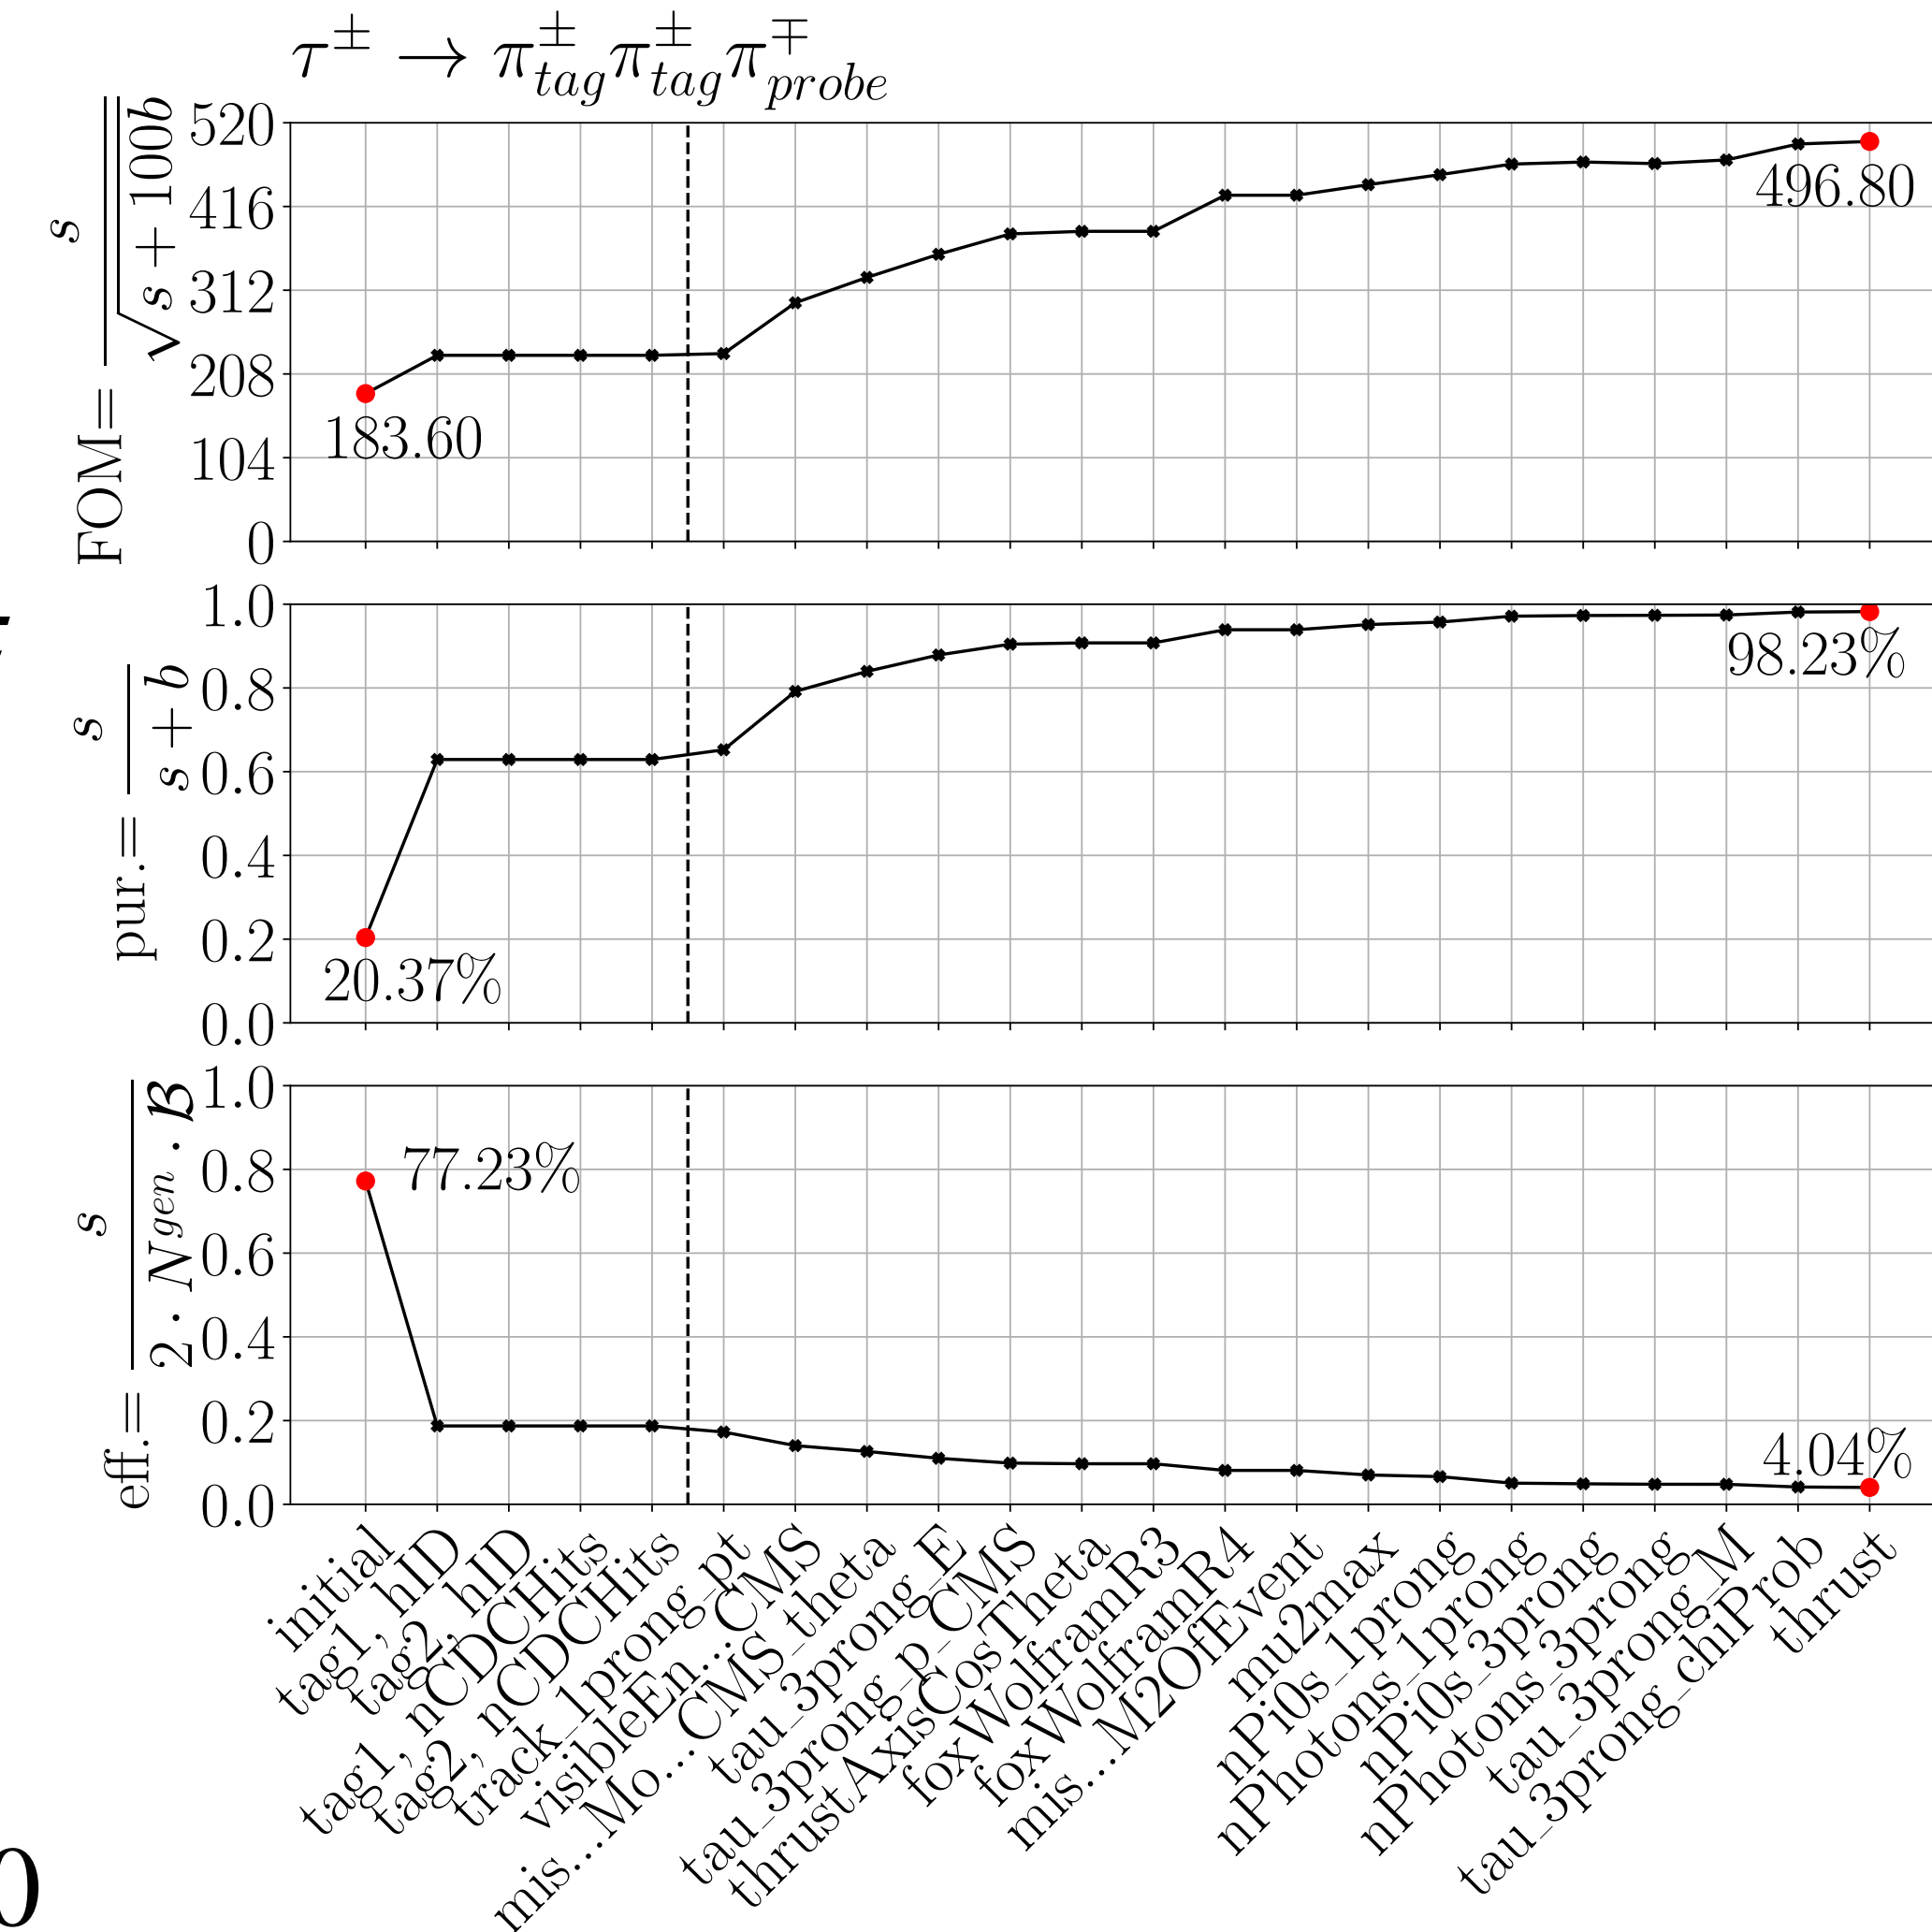 τ± → π±tag π±tag π∓probe
FOM= s / √(s + 100b)
520
416
312
208
104
0
183.60
496.80
pur.= s / (s + b)
1.0
0.8
0.6
0.4
0.2
0.0
20.37%
98.23%
eff.= s / (2 · Ngen · ℬ)
1.0
0.8
0.6
0.4
0.2
0.0
77.23%
4.04%
initial
tag1, hID
tag2, hID
tag1, nCDCHits
tag2, nCDCHits
track_1prong_pt
visibleEn...CMS
mis...Mo...CMS_theta
tau_3prong_E
tau_3prong_p_CMS
thrustAxisCosTheta
foxWolframR3
foxWolframR4
mis...M2OfEvent
mu2max
nPi0s_1prong
nPhotons_1prong
nPi0s_3prong
nPhotons_3prong
tau_3prong_M
tau_3prong_chiProb
thrust